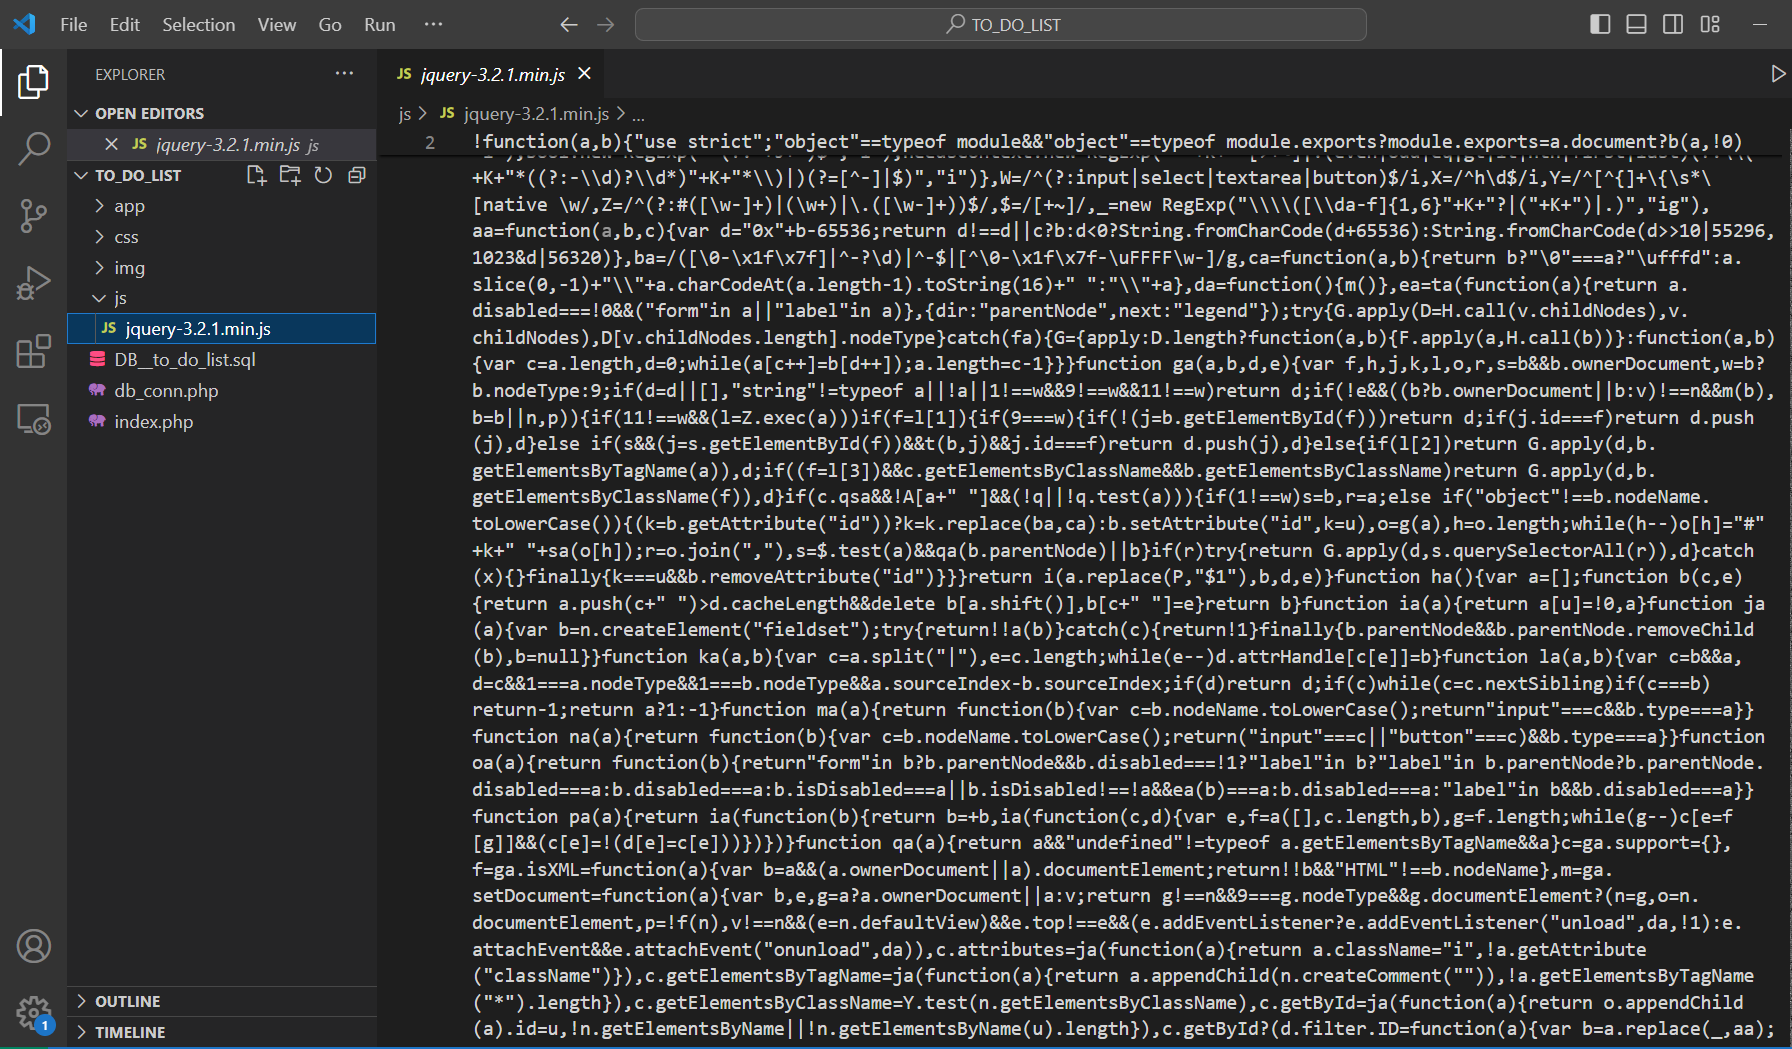 File Edit Selection View Go Run ··· TO_DO_LIST
EXPLORER ···
OPEN EDITORS
JS jquery-3.2.1.min.js js
TO_DO_LIST
app
css
img
js
JS jquery-3.2.1.min.js
DB__to_do_list.sql
db_conn.php
index.php
OUTLINE
TIMELINE
1
JS jquery-3.2.1.min.js
js > JS jquery-3.2.1.min.js > ...
2 !function(a,b){"use strict";"object"==typeof module&&"object"==typeof module.exports?module.exports=a.document?b(a,!0)
+K+"*((?:-\\d)?\\d*)"+K+"*\\)|)(?=[^-]|$)","i")},W=/^(?:input|select|textarea|button)$/i,X=/^h\d$/i,Y=/^[^{]+\{\s*\
[native \w/,Z=/^(?:#([\w-]+)|(\w+)|\.([\w-]+))$/,$=/[+~]/,_=new RegExp("\\\\([\\da-f]{1,6}"+K+"?|("+K+")|.)","ig"),
aa=function(a,b,c){var d="0x"+b-65536;return d!==d||c?b:d<0?String.fromCharCode(d+65536):String.fromCharCode(d>>10|55296,
1023&d|56320)},ba=/([\0-\x1f\x7f]|^-?\d)|^-$|[^\0-\x1f\x7f-\uFFFF\w-]/g,ca=function(a,b){return b?"\0"===a?"\ufffd":a.
slice(0,-1)+"\\"+a.charCodeAt(a.length-1).toString(16)+" ":"\\"+a},da=function(){m()},ea=ta(function(a){return a.
disabled===!0&&("form"in a||"label"in a)},{dir:"parentNode",next:"legend"});try{G.apply(D=H.call(v.childNodes),v.
childNodes),D[v.childNodes.length].nodeType}catch(fa){G={apply:D.length?function(a,b){F.apply(a,H.call(b))}:function(a,b)
{var c=a.length,d=0;while(a[c++]=b[d++]);a.length=c-1}}}function ga(a,b,d,e){var f,h,j,k,l,o,r,s=b&&b.ownerDocument,w=b?
b.nodeType:9;if(d=d||[],"string"!=typeof a||!a||1!==w&&9!==w&&11!==w)return d;if(!e&&((b?b.ownerDocument||b:v)!==n&&m(b),
b=b||n,p)){if(11!==w&&(l=Z.exec(a)))if(f=l[1]){if(9===w){if(!(j=b.getElementById(f)))return d;if(j.id===f)return d.push
(j),d}else if(s&&(j=s.getElementById(f))&&t(b,j)&&j.id===f)return d.push(j),d}else{if(l[2])return G.apply(d,b.
getElementsByTagName(a)),d;if((f=l[3])&&c.getElementsByClassName&&b.getElementsByClassName)return G.apply(d,b.
getElementsByClassName(f)),d}if(c.qsa&&!A[a+" "]&&(!q||!q.test(a))){if(1!==w)s=b,r=a;else if("object"!==b.nodeName.
toLowerCase()){(k=b.getAttribute("id"))?k=k.replace(ba,ca):b.setAttribute("id",k=u),o=g(a),h=o.length;while(h--)o[h]="#"
+k+" "+sa(o[h]);r=o.join(","),s=$.test(a)&&qa(b.parentNode)||b}if(r)try{return G.apply(d,s.querySelectorAll(r)),d}catch
(x){}finally{k===u&&b.removeAttribute("id")}}}return i(a.replace(P,"$1"),b,d,e)}function ha(){var a=[];function b(c,e)
{return a.push(c+" ")>d.cacheLength&&delete b[a.shift()],b[c+" "]=e}return b}function ia(a){return a[u]=!0,a}function ja
(a){var b=n.createElement("fieldset");try{return!!a(b)}catch(c){return!1}finally{b.parentNode&&b.parentNode.removeChild
(b),b=null}}function ka(a,b){var c=a.split("|"),e=c.length;while(e--)d.attrHandle[c[e]]=b}function la(a,b){var c=b&&a,
d=c&&1===a.nodeType&&1===b.nodeType&&a.sourceIndex-b.sourceIndex;if(d)return d;if(c)while(c=c.nextSibling)if(c===b)
return-1;return a?1:-1}function ma(a){return function(b){var c=b.nodeName.toLowerCase();return"input"===c&&b.type===a}}
function na(a){return function(b){var c=b.nodeName.toLowerCase();return("input"===c||"button"===c)&&b.type===a}}function
oa(a){return function(b){return"form"in b?b.parentNode&&b.disabled===!1?"label"in b?"label"in b.parentNode?b.parentNode.
disabled===a:b.disabled===a:b.isDisabled===a||b.isDisabled!==!a&&ea(b)===a:b.disabled===a:"label"in b&&b.disabled===a}}
function pa(a){return ia(function(b){return b=+b,ia(function(c,d){var e,f=a([],c.length,b),g=f.length;while(g--)c[e=f
[g]]&&(c[e]=!(d[e]=c[e]))})})}function qa(a){return a&&"undefined"!=typeof a.getElementsByTagName&&a}c=ga.support={},
f=ga.isXML=function(a){var b=a&&(a.ownerDocument||a).documentElement;return!!b&&"HTML"!==b.nodeName},m=ga.
setDocument=function(a){var b,e,g=a?a.ownerDocument||a:v;return g!==n&&9===g.nodeType&&g.documentElement?(n=g,o=n.
documentElement,p=!f(n),v!==n&&(e=n.defaultView)&&e.top!==e&&(e.addEventListener?e.addEventListener("unload",da,!1):e.
attachEvent&&e.attachEvent("onunload",da)),c.attributes=ja(function(a){return a.className="i",!a.getAttribute
("className")}),c.getElementsByTagName=ja(function(a){return a.appendChild(n.createComment("")),!a.getElementsByTagName
("*").length}),c.getElementsByClassName=Y.test(n.getElementsByClassName),c.getById=ja(function(a){return o.appendChild
(a).id=u,!n.getElementsByName||!n.getElementsByName(u).length}),c.getById?(d.filter.ID=function(a){var b=a.replace(_,aa);